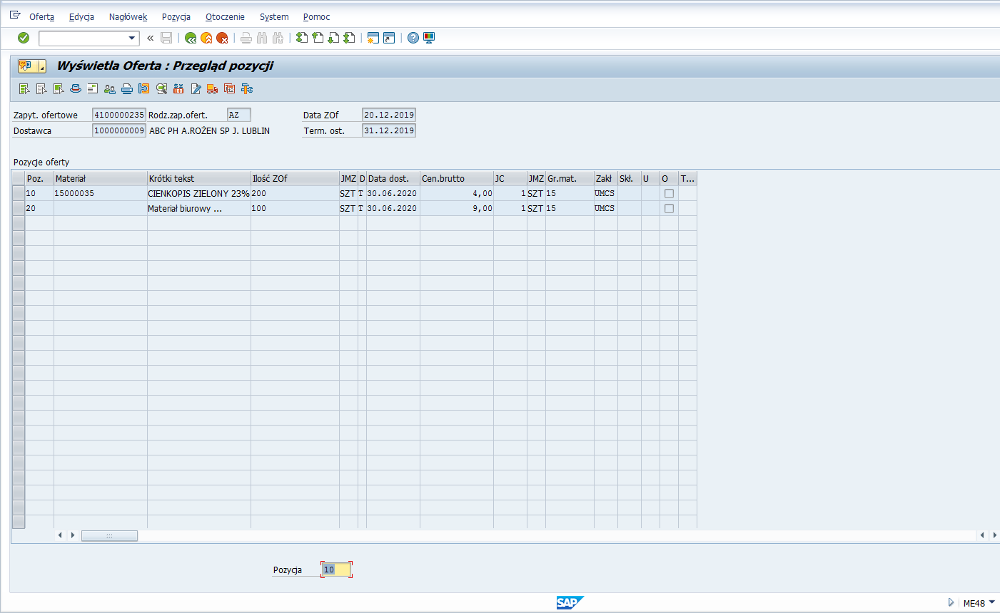 Oferta Edycja Nagłówek Pozycja Otoczenie System Pomoc
Wyświetla Oferta : Przegląd pozycji
Zapyt. ofertowe 4100000235 Rodz.zap.ofert. AZ Data ZOf 20.12.2019
Dostawca 1000000009 ABC PH A.ROŻEN SP J. LUBLIN Term. ost. 31.12.2019
Pozycje oferty
Poz. Materiał Krótki tekst Ilość ZOf JMZ D Data dost. Cen.brutto JC JMZ Gr.mat. Zakł Skł. U O T...
10 15000035 CIENKOPIS ZIELONY 23% 200 SZT T 30.06.2020 4,00 1 SZT 15 UMCS
20 Materiał biurowy ... 100 SZT T 30.06.2020 9,00 1 SZT 15 UMCS
Pozycja 10
SAP ME48